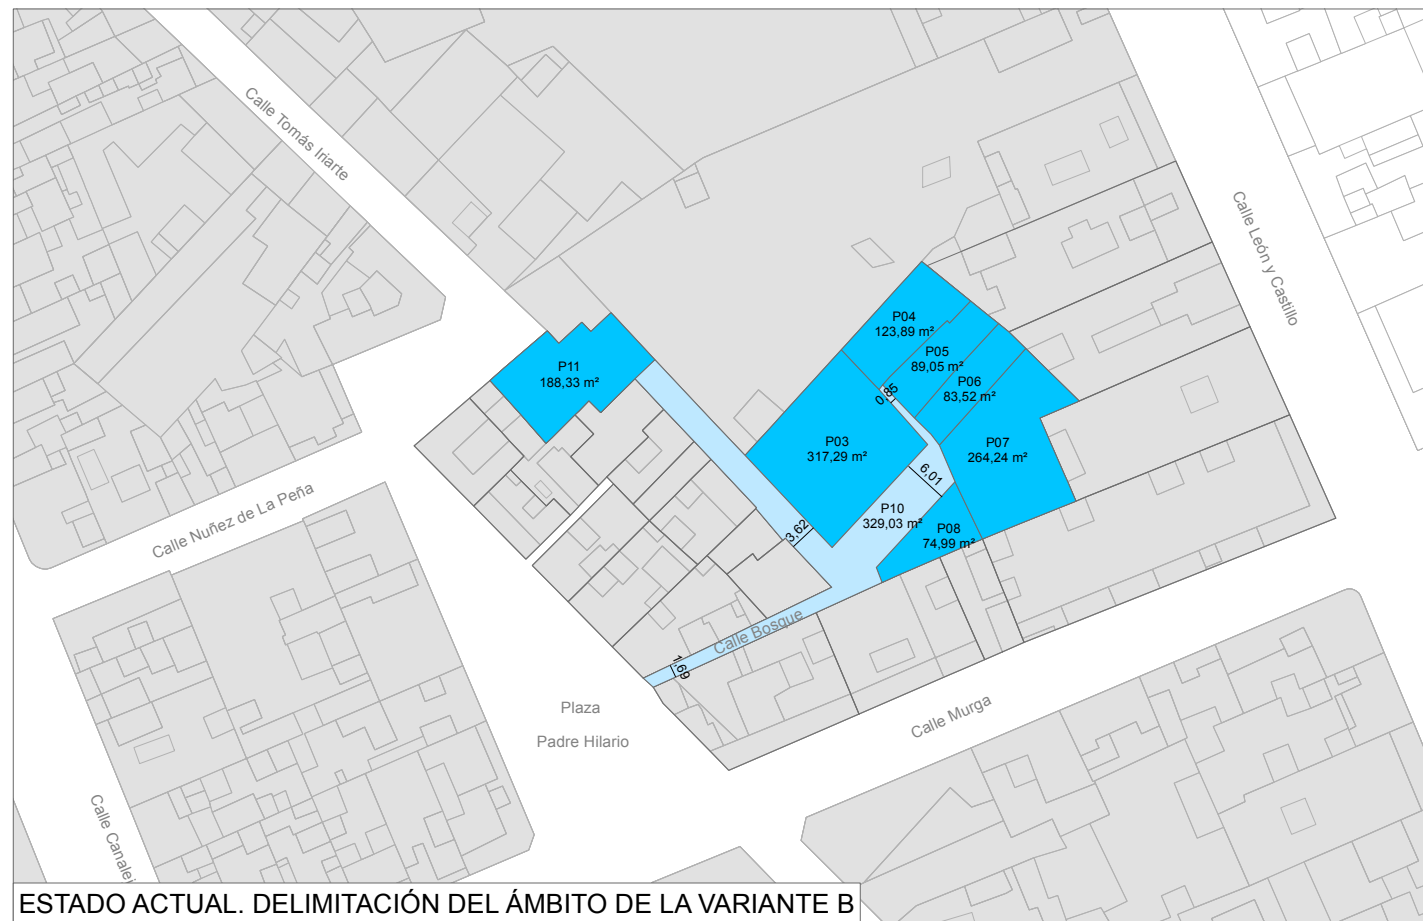 Calle Tomás Iriarte
Calle León y Castillo
P04
123,89 m²
P05
89,05 m²
P06
83,52 m²
0,85
P11
188,33 m²
P03
317,29 m²
P07
264,24 m²
6,01
P10
329,03 m²
P08
74,99 m²
3,62
Calle Nuñez de La Peña
Calle Bosque
1,69
Plaza
Padre Hilario
Calle Murga
Calle Canalej
ESTADO ACTUAL. DELIMITACIÓN DEL ÁMBITO DE LA VARIANTE B